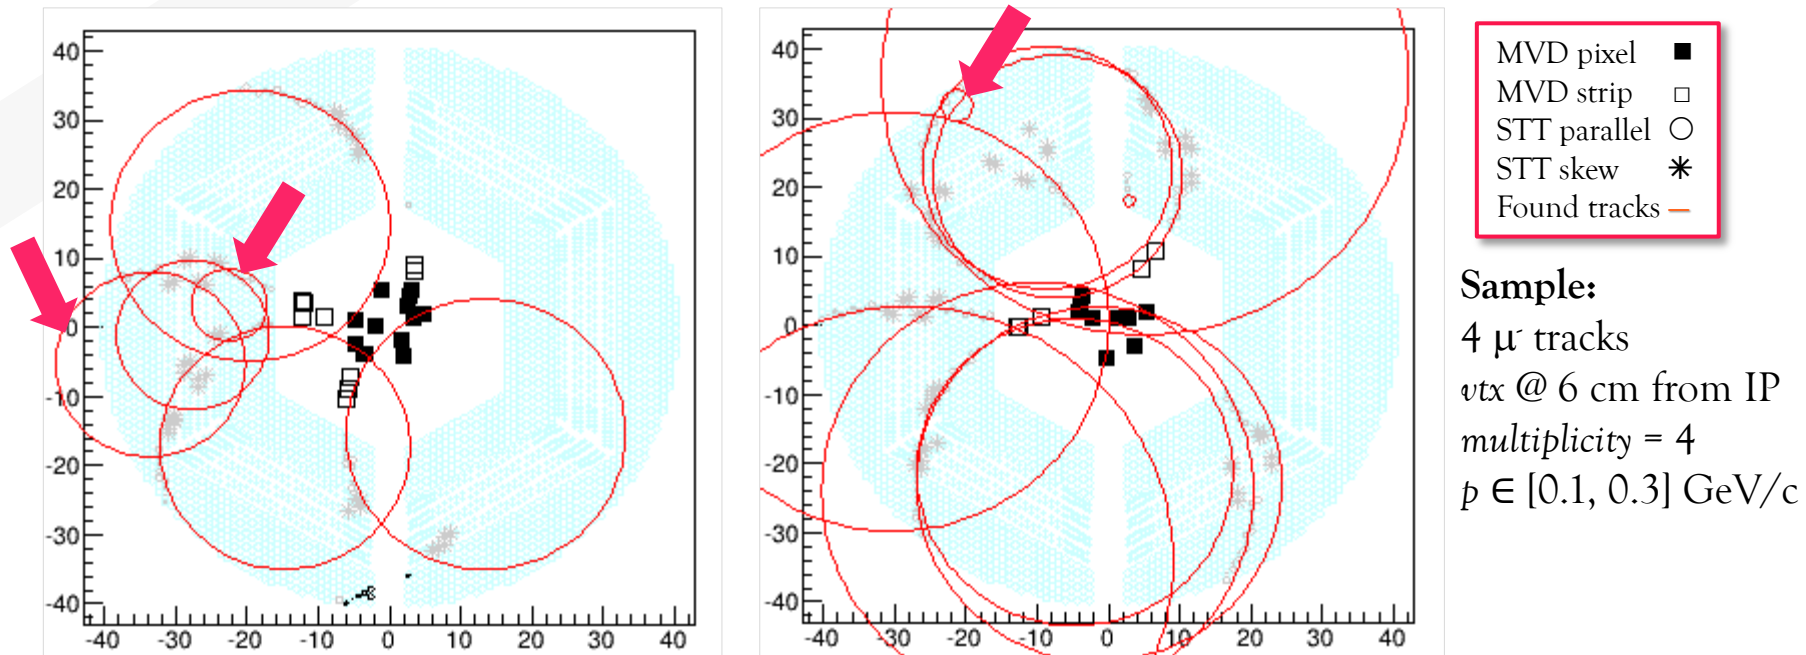 40
30
20
10
0
-10
-20
-30
-40
-40 -30 -20 -10 0 10 20 30 40
40
30
20
10
0
-10
-20
-30
-40
-40 -30 -20 -10 0 10 20 30 40
MVD pixel ■
MVD strip □
STT parallel ○
STT skew ✳
Found tracks –
Sample:
4 μ- tracks
vtx @ 6 cm from IP
multiplicity = 4
p ∈ [0.1, 0.3] GeV/c